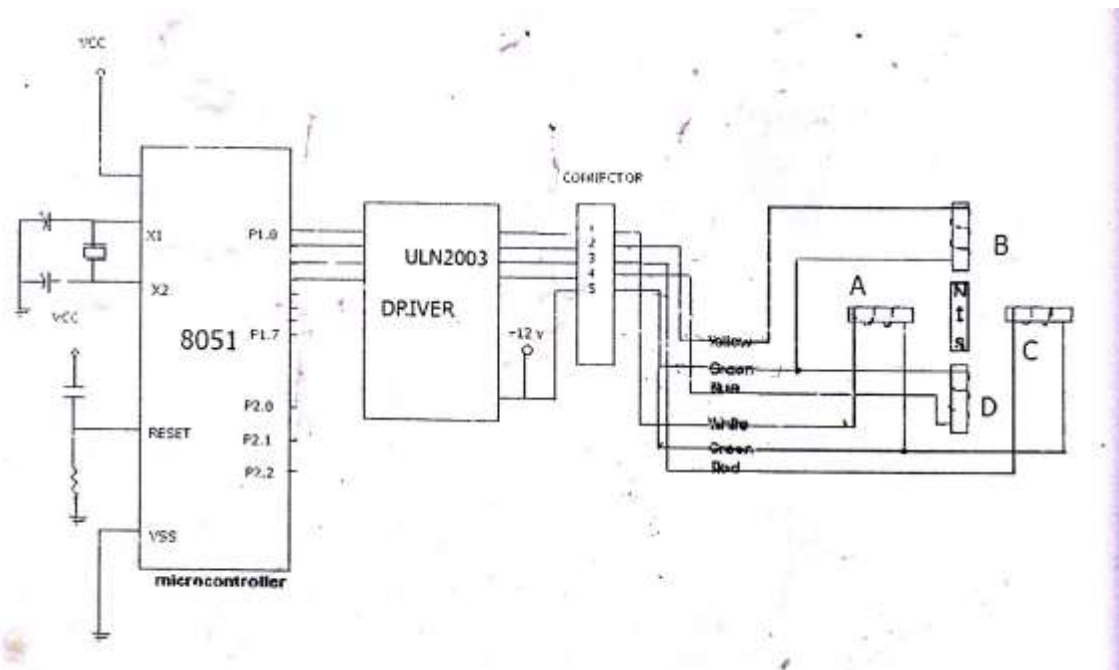 VCC
CONNECTOR
X1
P1.0
1
2
3
4
5
B
ULN2003
X2
N
A
VCC
DRIVER
8051
P1.7
~12 v
t
s
C
Yellow
Green
Blue
P2.0
D
RESET
White
P2.1
Green
P2.2
Red
VSS
microcontroller